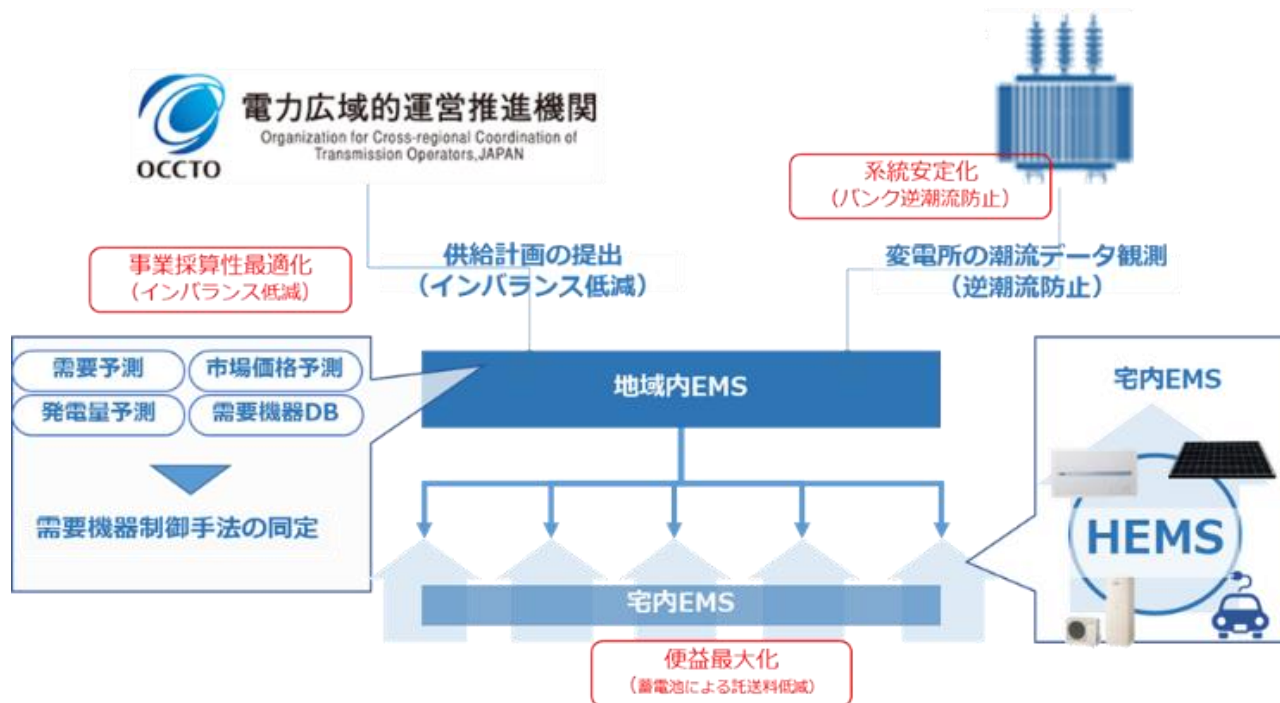 電力広域的運営推進機関
Organization for Cross-regional Coordination of
Transmission Operators,JAPAN
OCCTO
系統安定化
（バンク逆潮流防止）
事業採算性最適化
（インバランス低減）
供給計画の提出
（インバランス低減）
変電所の潮流データ観測
（逆潮流防止）
需要予測
市場価格予測
発電量予測
需要機器DB
需要機器制御手法の同定
地域内EMS
宅内EMS
便益最大化
（蓄電池による託送料低減）
宅内EMS
HEMS